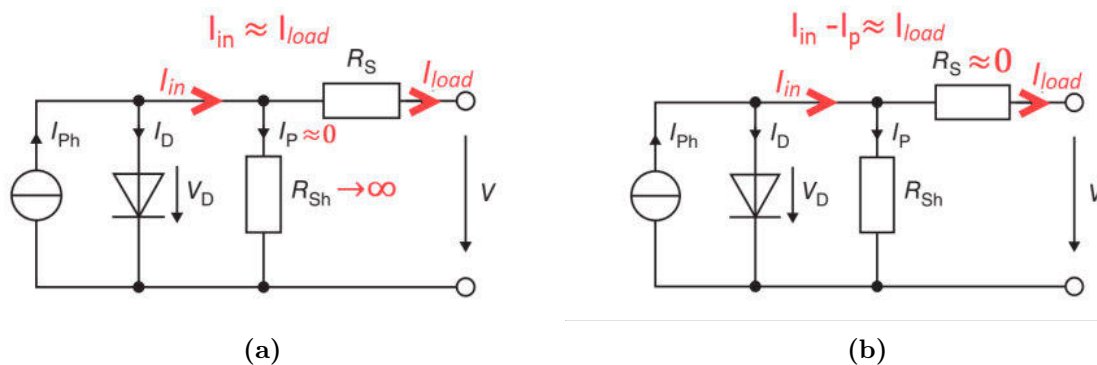 I_in ≈ I_load
R_S
I_in
I_load
I_Ph
I_D
I_P ≈0
V_D
R_Sh →∞
V
(a)
I_in -I_p ≈ I_load
R_S ≈0
I_in
I_load
I_Ph
I_D
I_P
V_D
R_Sh
V
(b)